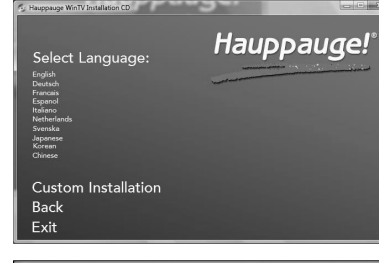 Hauppauge WinTV Installation CD
Hauppauge!®
Select Language:
English
Deutsch
Francais
Espanol
Italiano
Netherlands
Svenska
Japanese
Korean
Chinese
Custom Installation
Back
Exit